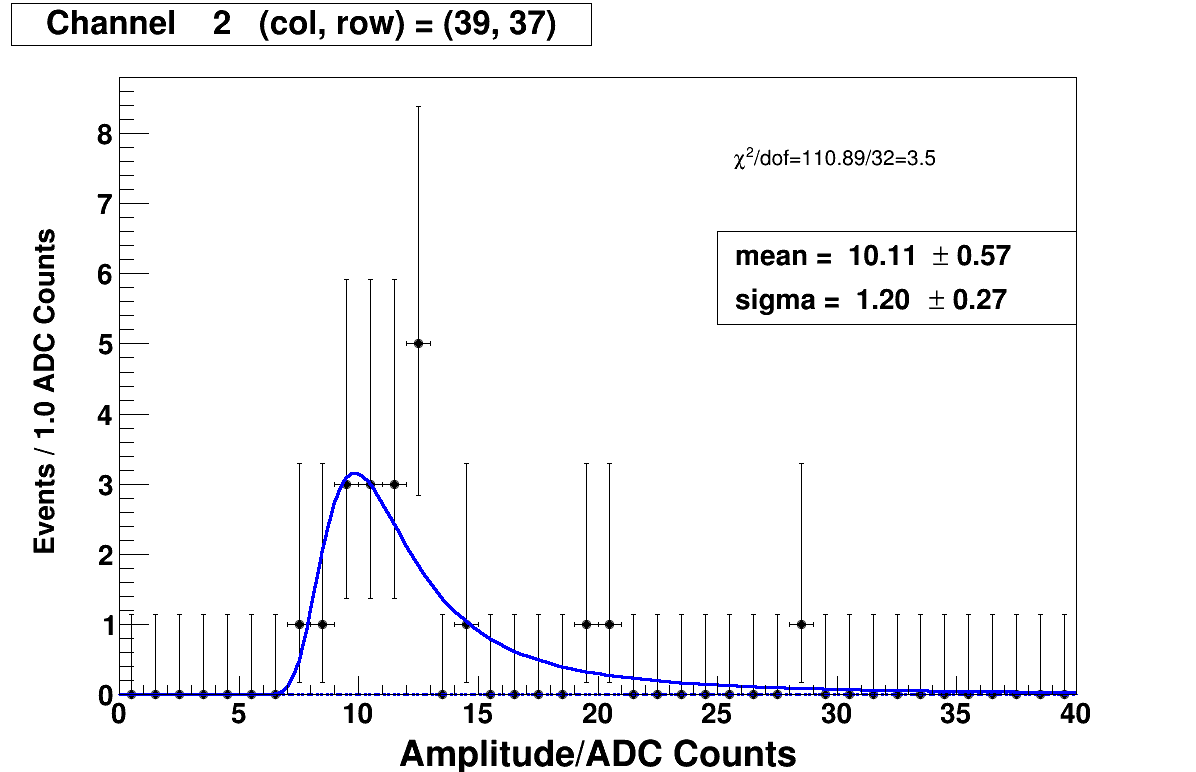 Channel 2 (col, row) = (39, 37)
χ²/dof=110.89/32=3.5
mean = 10.11 ± 0.57
sigma = 1.20 ± 0.27
Events / 1.0 ADC Counts
8
7
6
5
4
3
2
1
0
0 5 10 15 20 25 30 35 40
Amplitude/ADC Counts